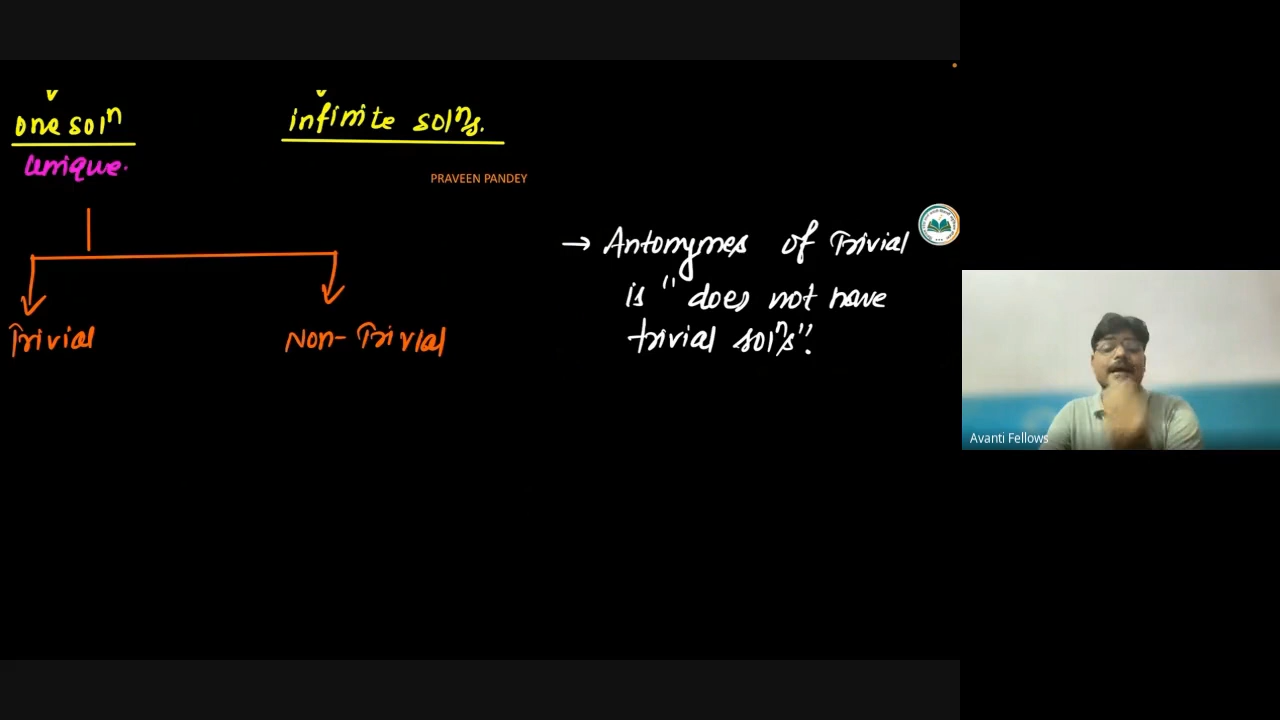 one solⁿ
unique.
infinite solⁿs.
PRAVEEN PANDEY
Trivial
Non-Trivial
→ Antonymes of Trivial
is " does not have
trivial solⁿs".
Avanti Fellows